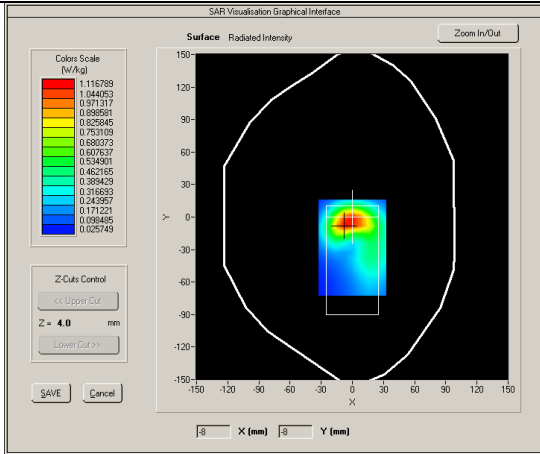 SAR Visualisation Graphical Interface
Surface Radiated Intensity
Zoom In/Out
Colors Scale
(W/kg)
1.116789
1.044053
0.971317
0.898581
0.825845
0.753109
0.680373
0.607637
0.534901
0.462165
0.389429
0.316693
0.243957
0.171221
0.098485
0.025749
Z-Cuts Control
<< Upper Cut
Z = 4.0 mm
Lower Cut >>
SAVE Cancel
150
120
90
60
30
0
-30
-60
-90
-120
-150
Y
-150 -120 -90 -60 -30 0 30 60 90 120 150
X
-8 X (mm) -8 Y (mm)